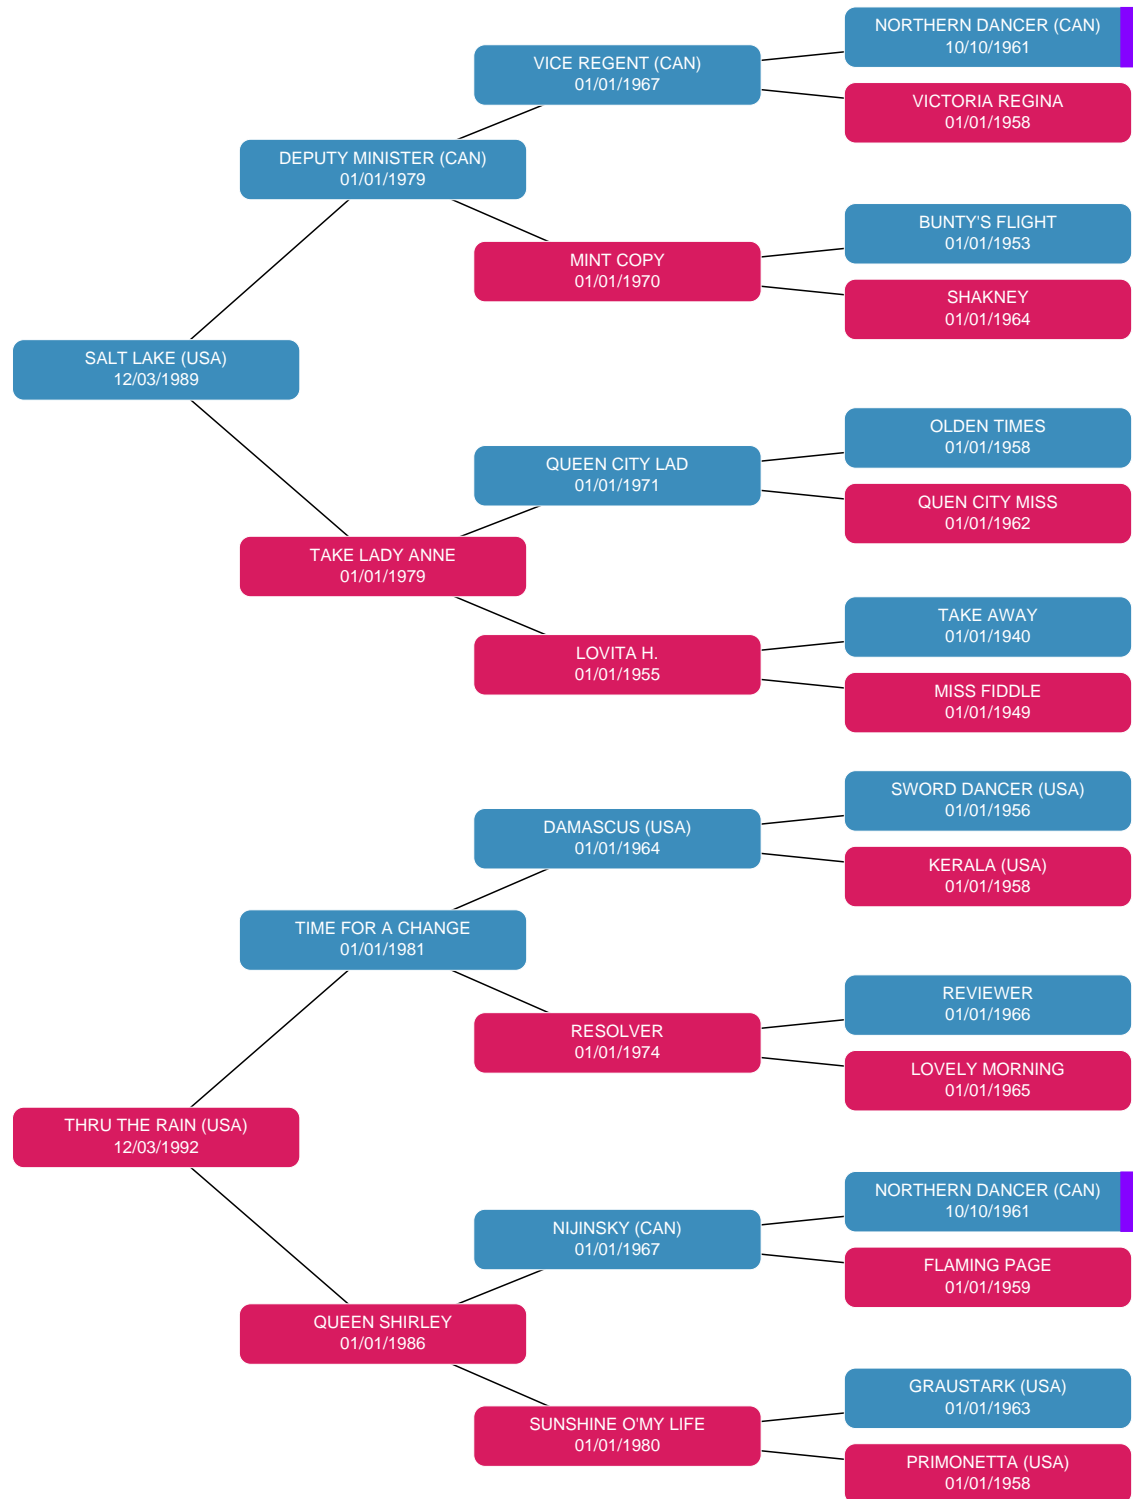 NORTHERN DANCER (CAN)
10/10/1961
VICE REGENT (CAN)
01/01/1967
VICTORIA REGINA
01/01/1958
DEPUTY MINISTER (CAN)
01/01/1979
BUNTY'S FLIGHT
01/01/1953
MINT COPY
01/01/1970
SHAKNEY
01/01/1964
SALT LAKE (USA)
12/03/1989
OLDEN TIMES
01/01/1958
QUEEN CITY LAD
01/01/1971
QUEN CITY MISS
01/01/1962
TAKE LADY ANNE
01/01/1979
TAKE AWAY
01/01/1940
LOVITA H.
01/01/1955
MISS FIDDLE
01/01/1949
SWORD DANCER (USA)
01/01/1956
DAMASCUS (USA)
01/01/1964
KERALA (USA)
01/01/1958
TIME FOR A CHANGE
01/01/1981
REVIEWER
01/01/1966
RESOLVER
01/01/1974
LOVELY MORNING
01/01/1965
THRU THE RAIN (USA)
12/03/1992
NORTHERN DANCER (CAN)
10/10/1961
NIJINSKY (CAN)
01/01/1967
FLAMING PAGE
01/01/1959
QUEEN SHIRLEY
01/01/1986
GRAUSTARK (USA)
01/01/1963
SUNSHINE O'MY LIFE
01/01/1980
PRIMONETTA (USA)
01/01/1958